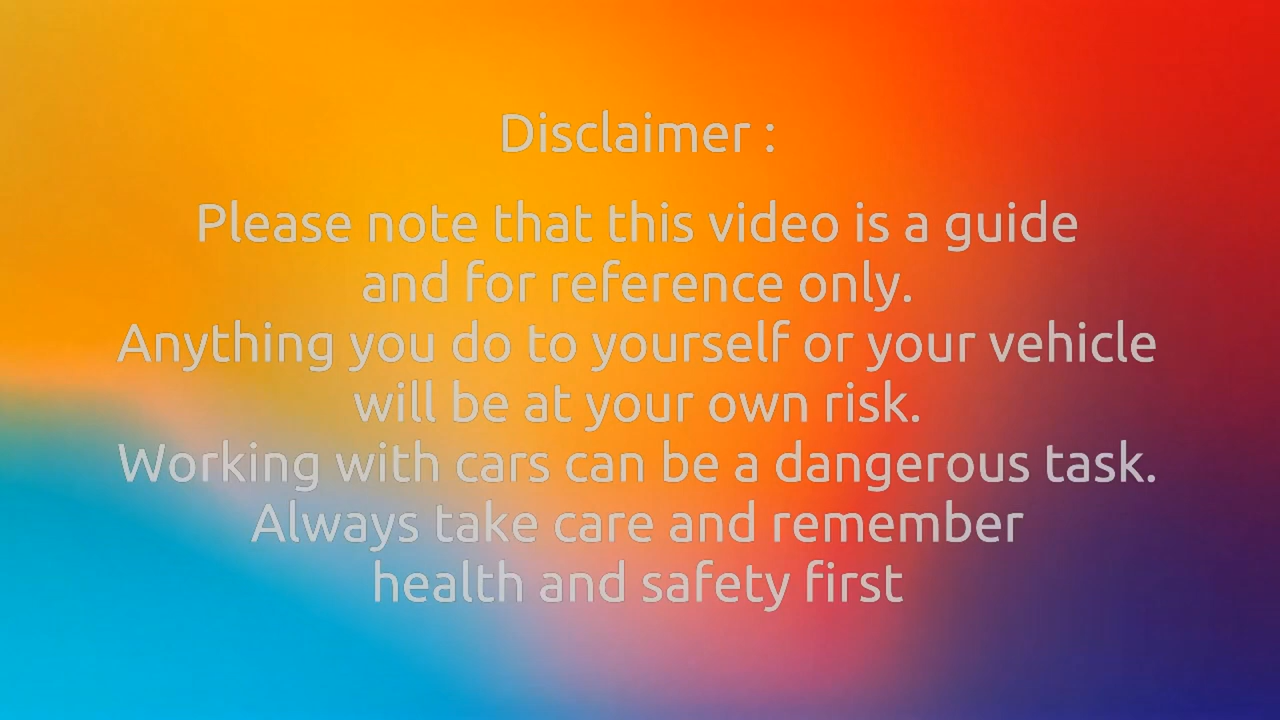 Disclaimer :
Please note that this video is a guide
and for reference only.
Anything you do to yourself or your vehicle
will be at your own risk.
Working with cars can be a dangerous task.
Always take care and remember
health and safety first